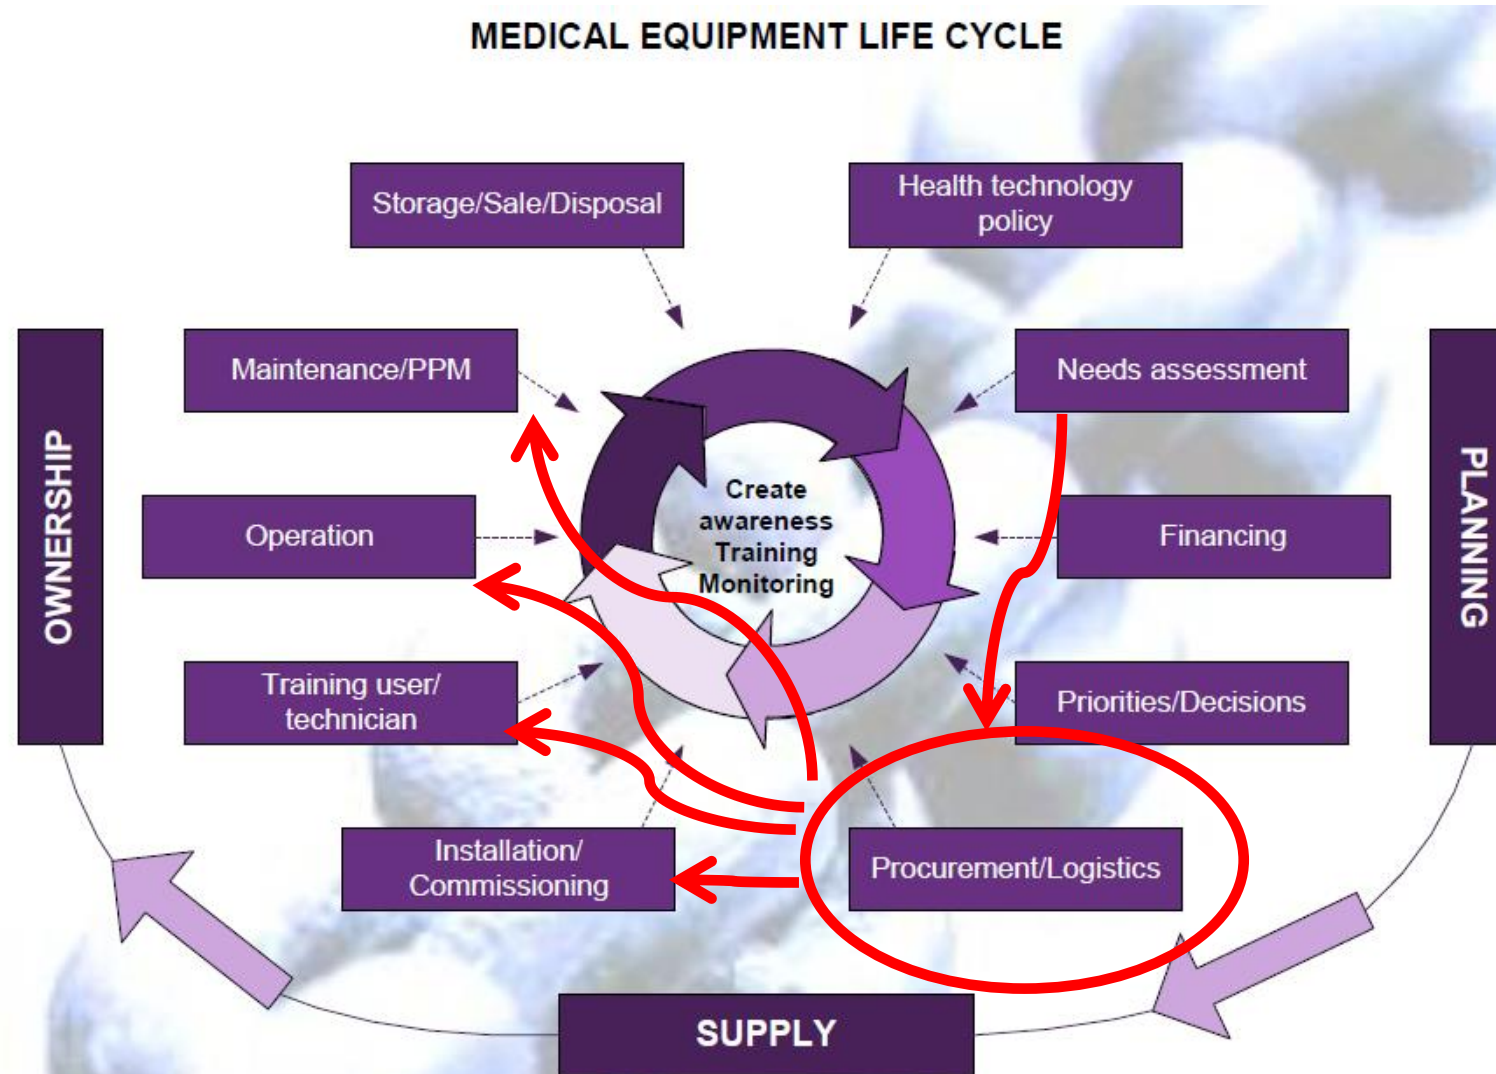 MEDICAL EQUIPMENT LIFE CYCLE
Storage/Sale/Disposal
Health technology
policy
Maintenance/PPM
Needs assessment
OWNERSHIP
PLANNING
Create
awareness
Training
Monitoring
Operation
Financing
Training user/
technician
Priorities/Decisions
Installation/
Commissioning
Procurement/Logistics
SUPPLY